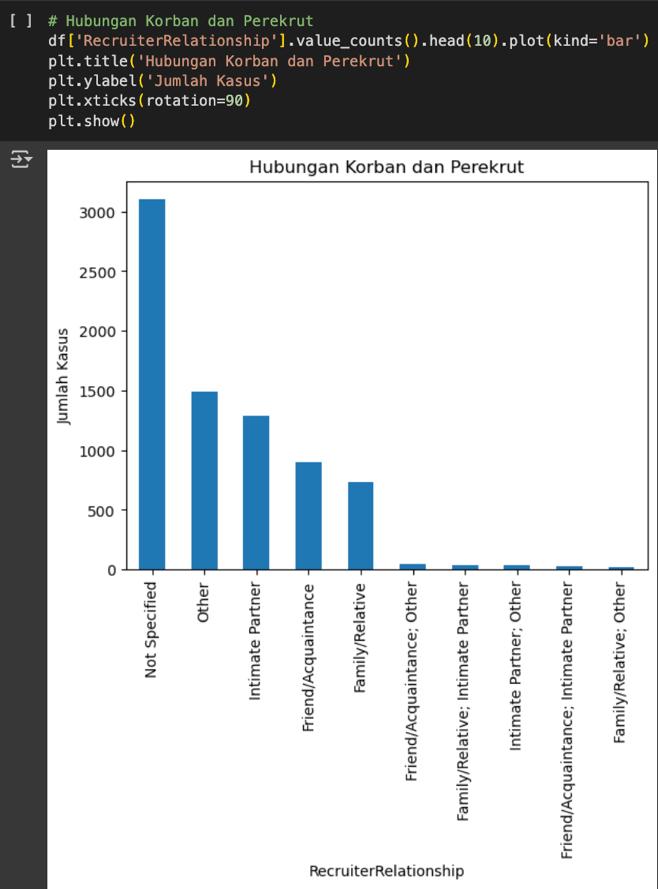 [ ] # Hubungan Korban dan Perekrut
df['RecruiterRelationship'].value_counts().head(10).plot(kind='bar')
plt.title('Hubungan Korban dan Perekrut')
plt.ylabel('Jumlah Kasus')
plt.xticks(rotation=90)
plt.show()
Hubungan Korban dan Perekrut
Jumlah Kasus
3000
2500
2000
1500
1000
500
0
Not Specified
Other
Intimate Partner
Friend/Acquaintance
Family/Relative
Friend/Acquaintance; Other
Family/Relative; Intimate Partner
Intimate Partner; Other
Friend/Acquaintance; Intimate Partner
Family/Relative; Other
RecruiterRelationship